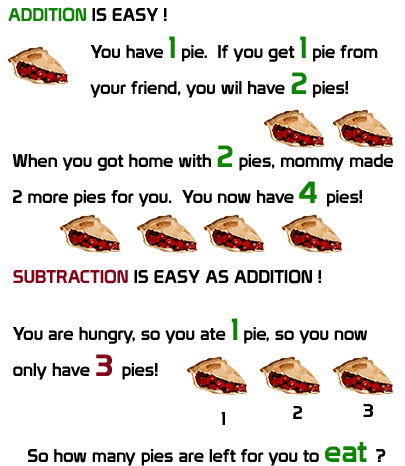 ADDITION IS EASY !
You have 1 pie. If you get 1 pie from
your friend, you wil have 2 pies!
When you got home with 2 pies, mommy made
2 more pies for you. You now have 4 pies!
SUBTRACTION IS EASY AS ADDITION !
You are hungry, so you ate 1 pie, so you now
only have 3 pies!
1 2 3
So how many pies are left for you to eat ?